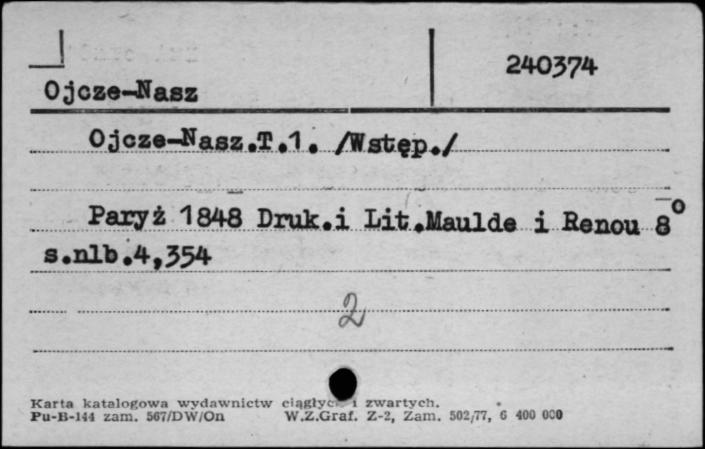 240374
Ojcze-Nasz
Ojcze-Nasz.T.1. /Wstęp./
Paryż 1848 Druk.i Lit.Maulde i Renou 8°
s.nlb.4,354
2
Karta katalogowa wydawnictw ciągłych i zwartych.
Pu-B-144 zam. 567/DW/On W.Z.Graf. Z-2, Zam. 502/77, 6 400 000